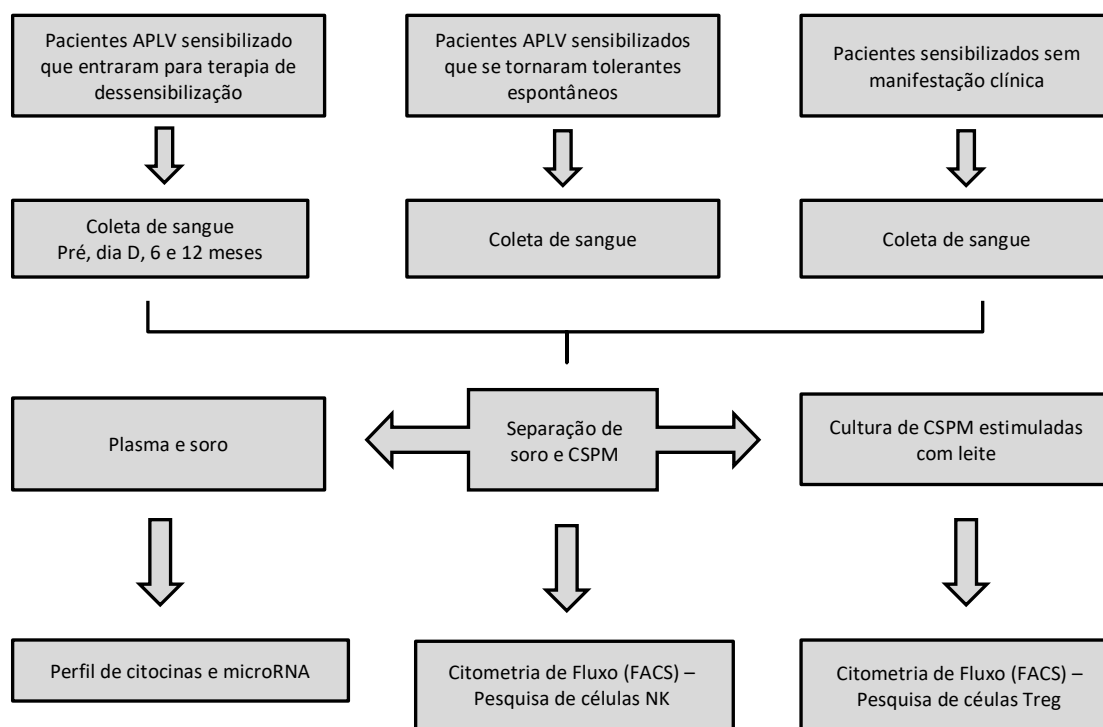 Pacientes APLV sensibilizado
que entraram para terapia de
dessensibilização
Pacientes APLV sensibilizados
que se tornaram tolerantes
espontâneos
Pacientes sensibilizados sem
manifestação clínica
Coleta de sangue
Pré, dia D, 6 e 12 meses
Coleta de sangue
Coleta de sangue
Plasma e soro
Separação de
soro e CSPM
Cultura de CSPM estimuladas
com leite
Perfil de citocinas e microRNA
Citometria de Fluxo (FACS) –
Pesquisa de células NK
Citometria de Fluxo (FACS) –
Pesquisa de céulas Treg